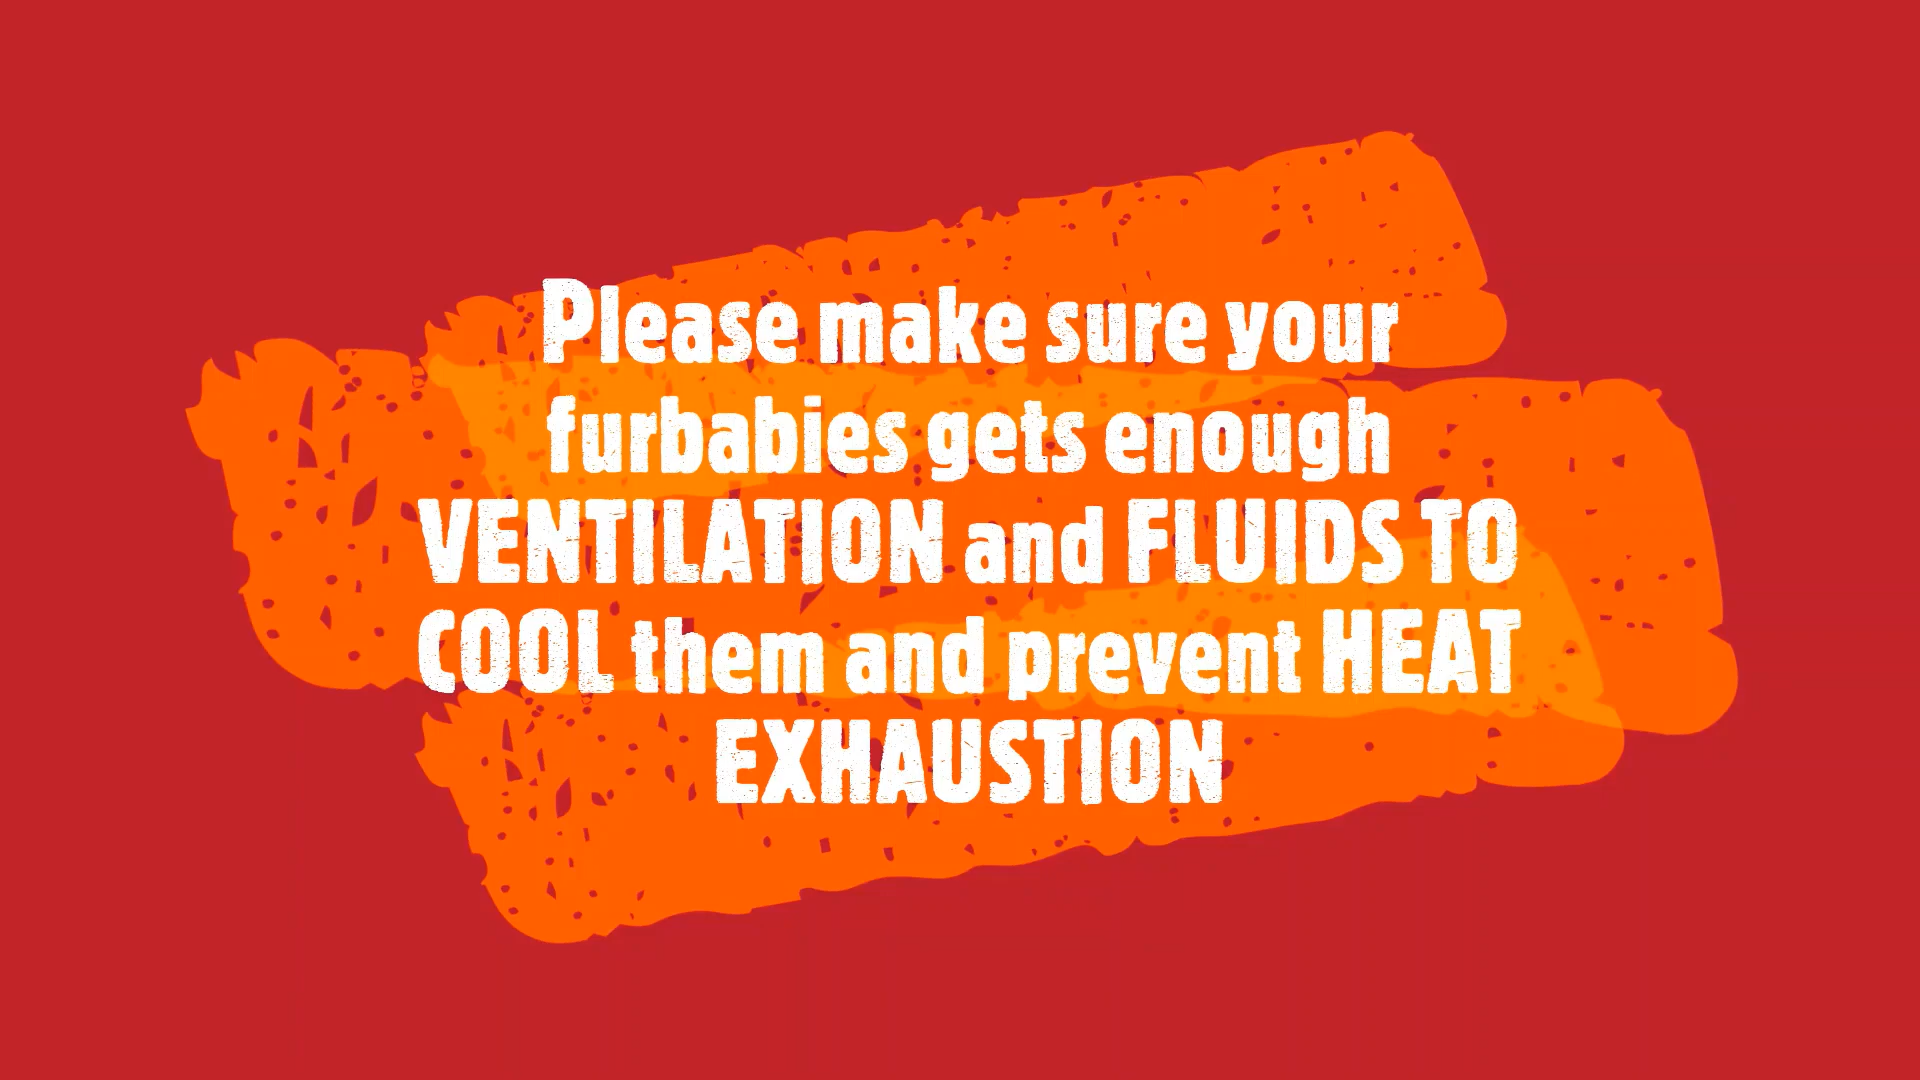 Please make sure your
furbabies gets enough
VENTILATION and FLUIDS TO
COOL them and prevent HEAT
EXHAUSTION